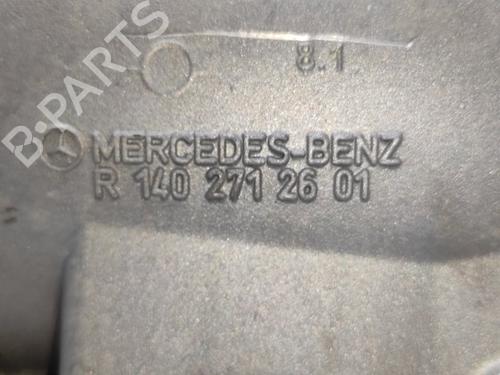 8.1
B-PARTS
MERCEDES-BENZ
R 140 271 26 01